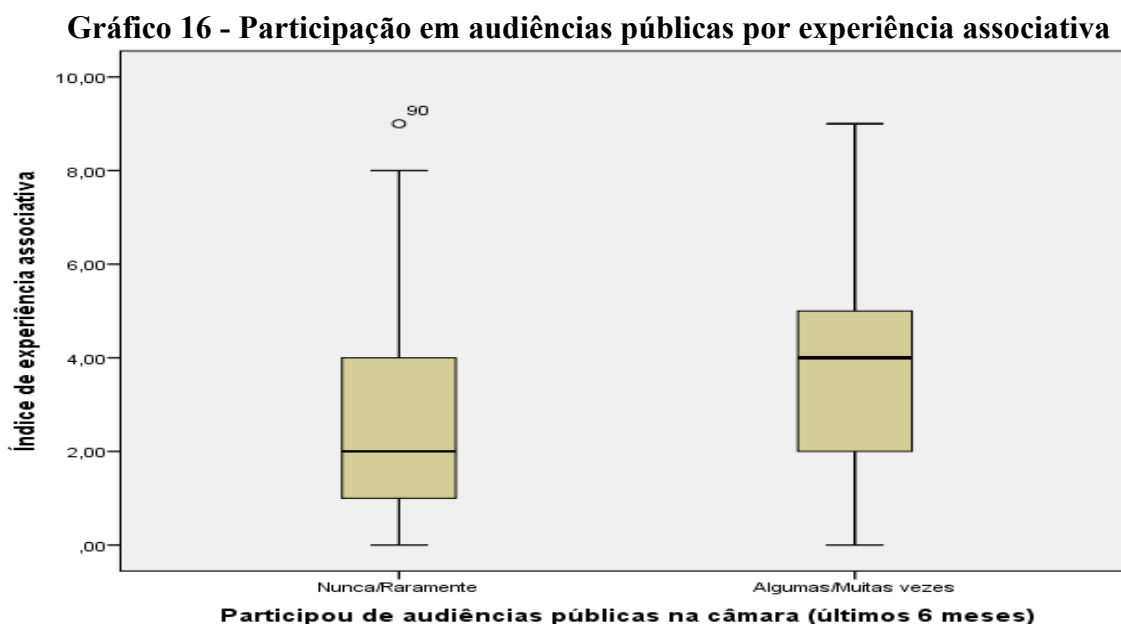 Gráfico 16 - Participação em audiências públicas por experiência associativa
10,00
8,00
6,00
4,00
2,00
,00
Índice de experiência associativa
90
Nunca/Raramente
Algumas/Muitas vezes
Participou de audiências públicas na câmara (últimos 6 meses)